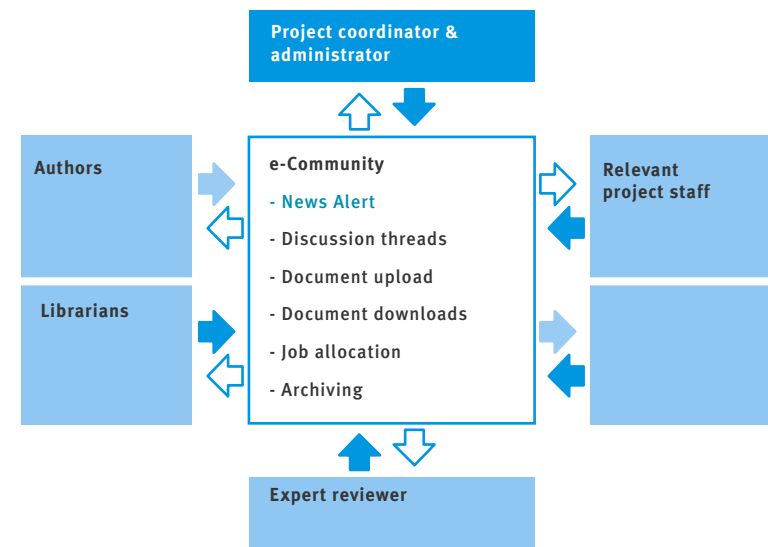 Project coordinator &
administrator
Authors
e-Community
- News Alert
- Discussion threads
- Document upload
- Document downloads
- Job allocation
- Archiving
Relevant
project staff
Librarians
Expert reviewer